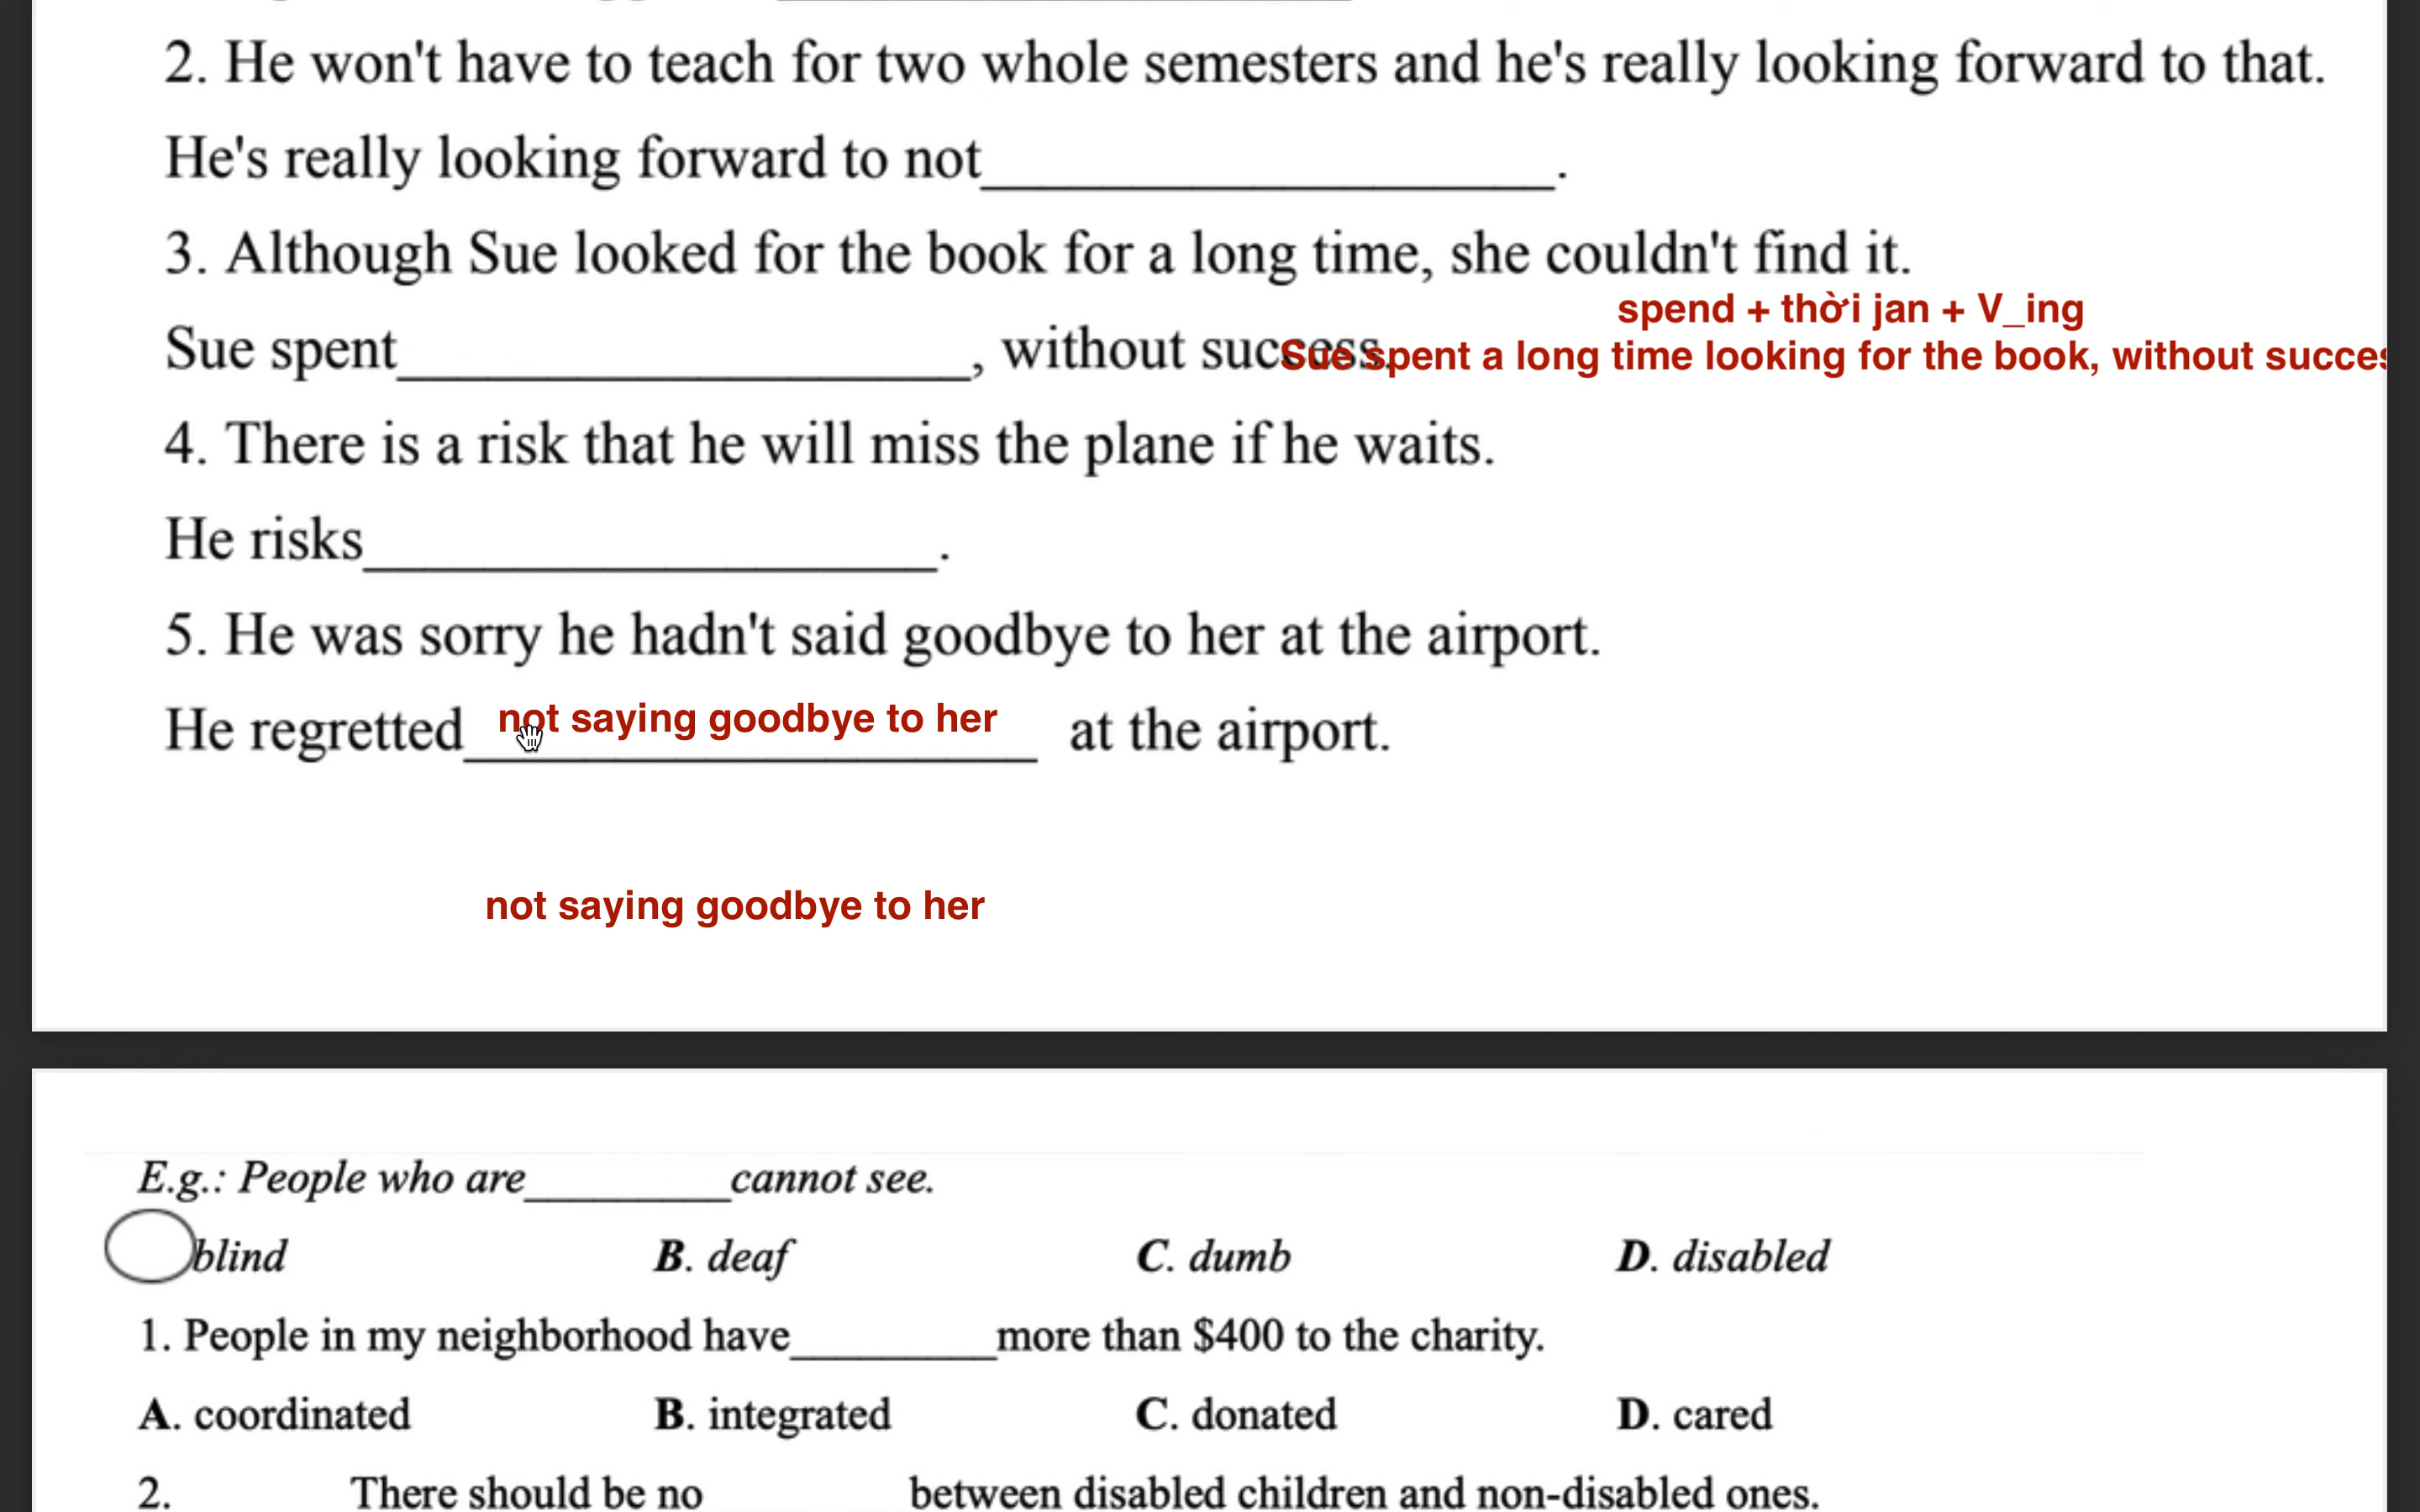 2. He won't have to teach for two whole semesters and he's really looking forward to that.
He's really looking forward to not____________________.
3. Although Sue looked for the book for a long time, she couldn't find it.
spend + thời jan + V_ing
Sue spent____________________, without success.
Sue spent a long time looking for the book, without succes
4. There is a risk that he will miss the plane if he waits.
He risks____________________.
5. He was sorry he hadn't said goodbye to her at the airport.
He regretted not saying goodbye to her at the airport.
not saying goodbye to her
E.g.: People who are_________cannot see.
blind B. deaf C. dumb D. disabled
1. People in my neighborhood have_________more than $400 to the charity.
A. coordinated B. integrated C. donated D. cared
2. There should be no between disabled children and non-disabled ones.